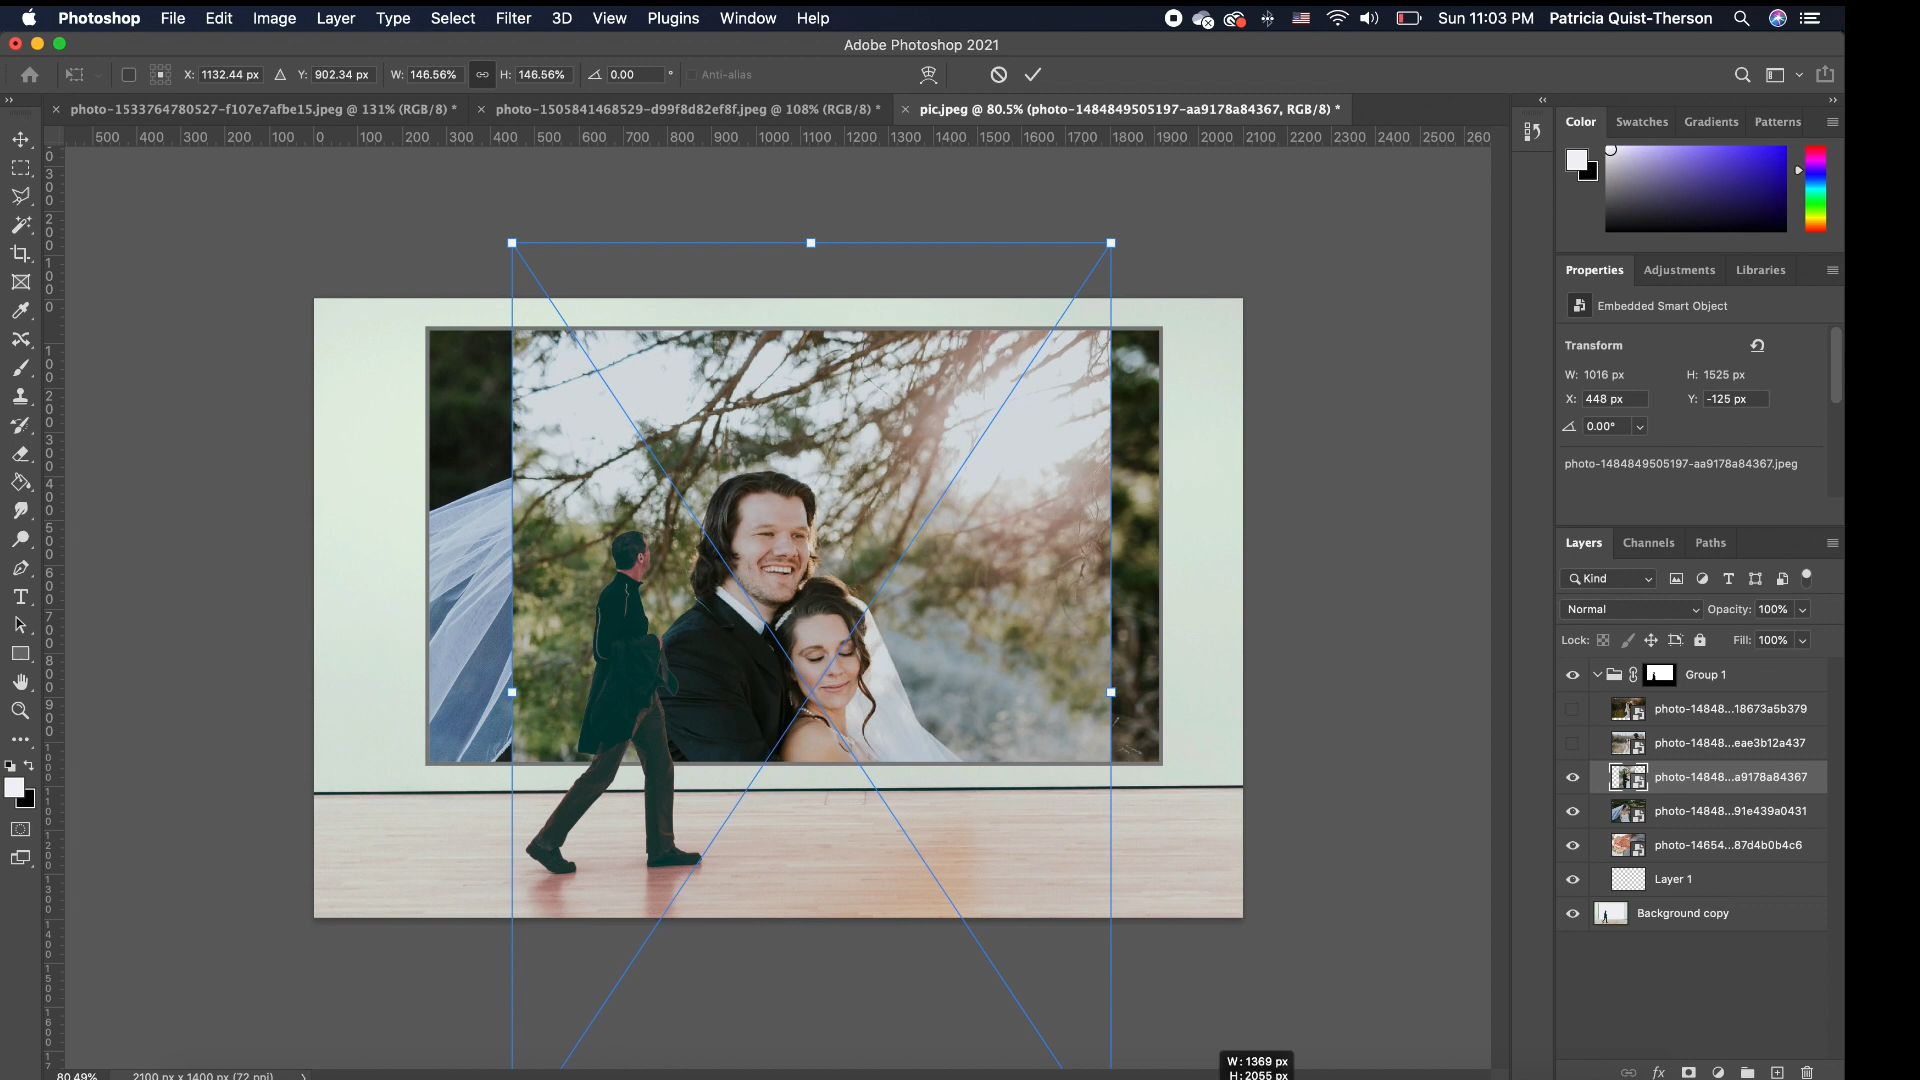 Photoshop File Edit Image Layer Type Select Filter 3D View Plugins Window Help Sun 11:03 PM Patricia Quist-Therson
Adobe Photoshop 2021
X: 1132.44 px Y: 902.34 px W: 146.56% H: 146.56% 0.00 ° Anti-alias
photo-1533764780527-f107e7afbe15.jpeg @ 131% (RGB/8) * photo-1505841468529-d99f8d82ef8f.jpeg @ 108% (RGB/8) * pic.jpeg @ 80.5% (photo-1484849505197-aa9178a84367, RGB/8) *
500 400 300 200 100 0 100 200 300 400 500 600 700 800 900 1000 1100 1200 1300 1400 1500 1600 1700 1800 1900 2000 2100 2200 2300 2400 2500 260
Color Swatches Gradients Patterns
Properties Adjustments Libraries
Embedded Smart Object
Transform
W: 1016 px H: 1525 px
X: 448 px Y: -125 px
0.00°
photo-1484849505197-aa9178a84367.jpeg
Layers Channels Paths
Kind
Normal Opacity: 100%
Lock: Fill: 100%
Group 1
photo-14848...18673a5b379
photo-14848...eae3b12a437
photo-14848...a9178a84367
photo-14848...91e439a0431
photo-14654...87d4b0b4c6
Layer 1
Background copy
W: 1369 px
H: 2055 px
80.49% 2100 px x 1400 px (72 ppi)
fx